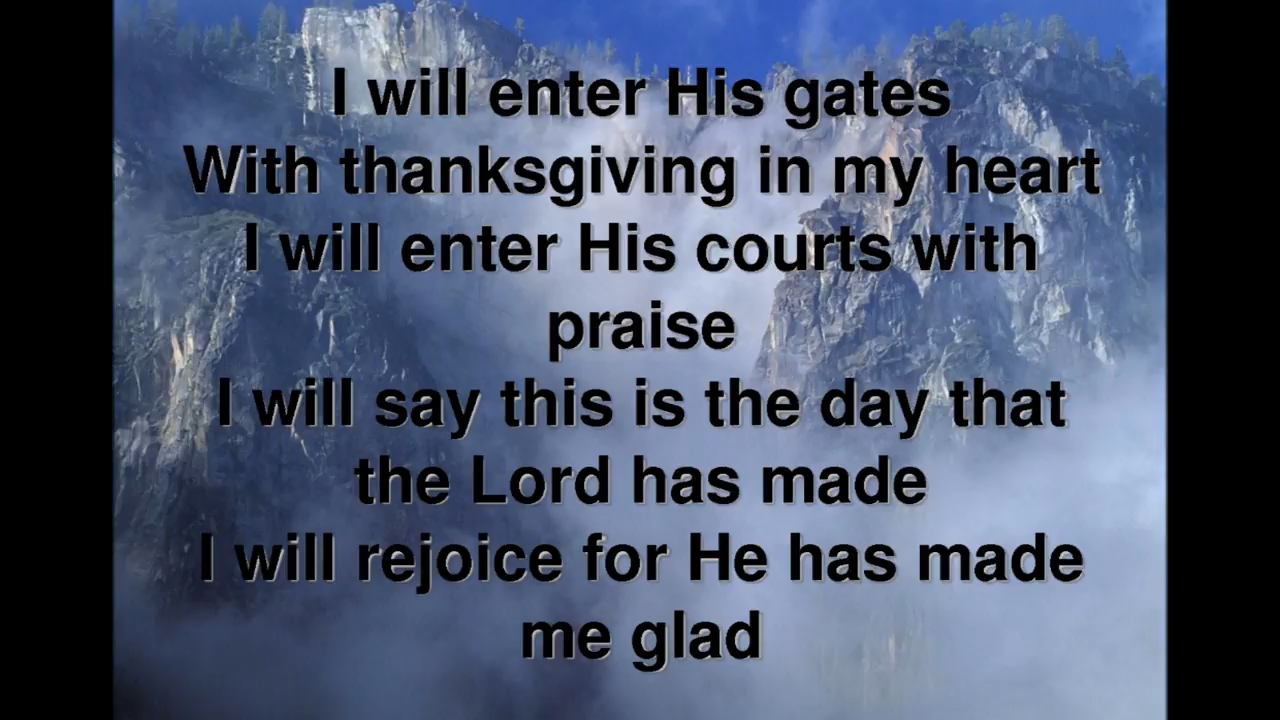 I will enter His gates
With thanksgiving in my heart
I will enter His courts with
praise
I will say this is the day that
the Lord has made
I will rejoice for He has made
me glad